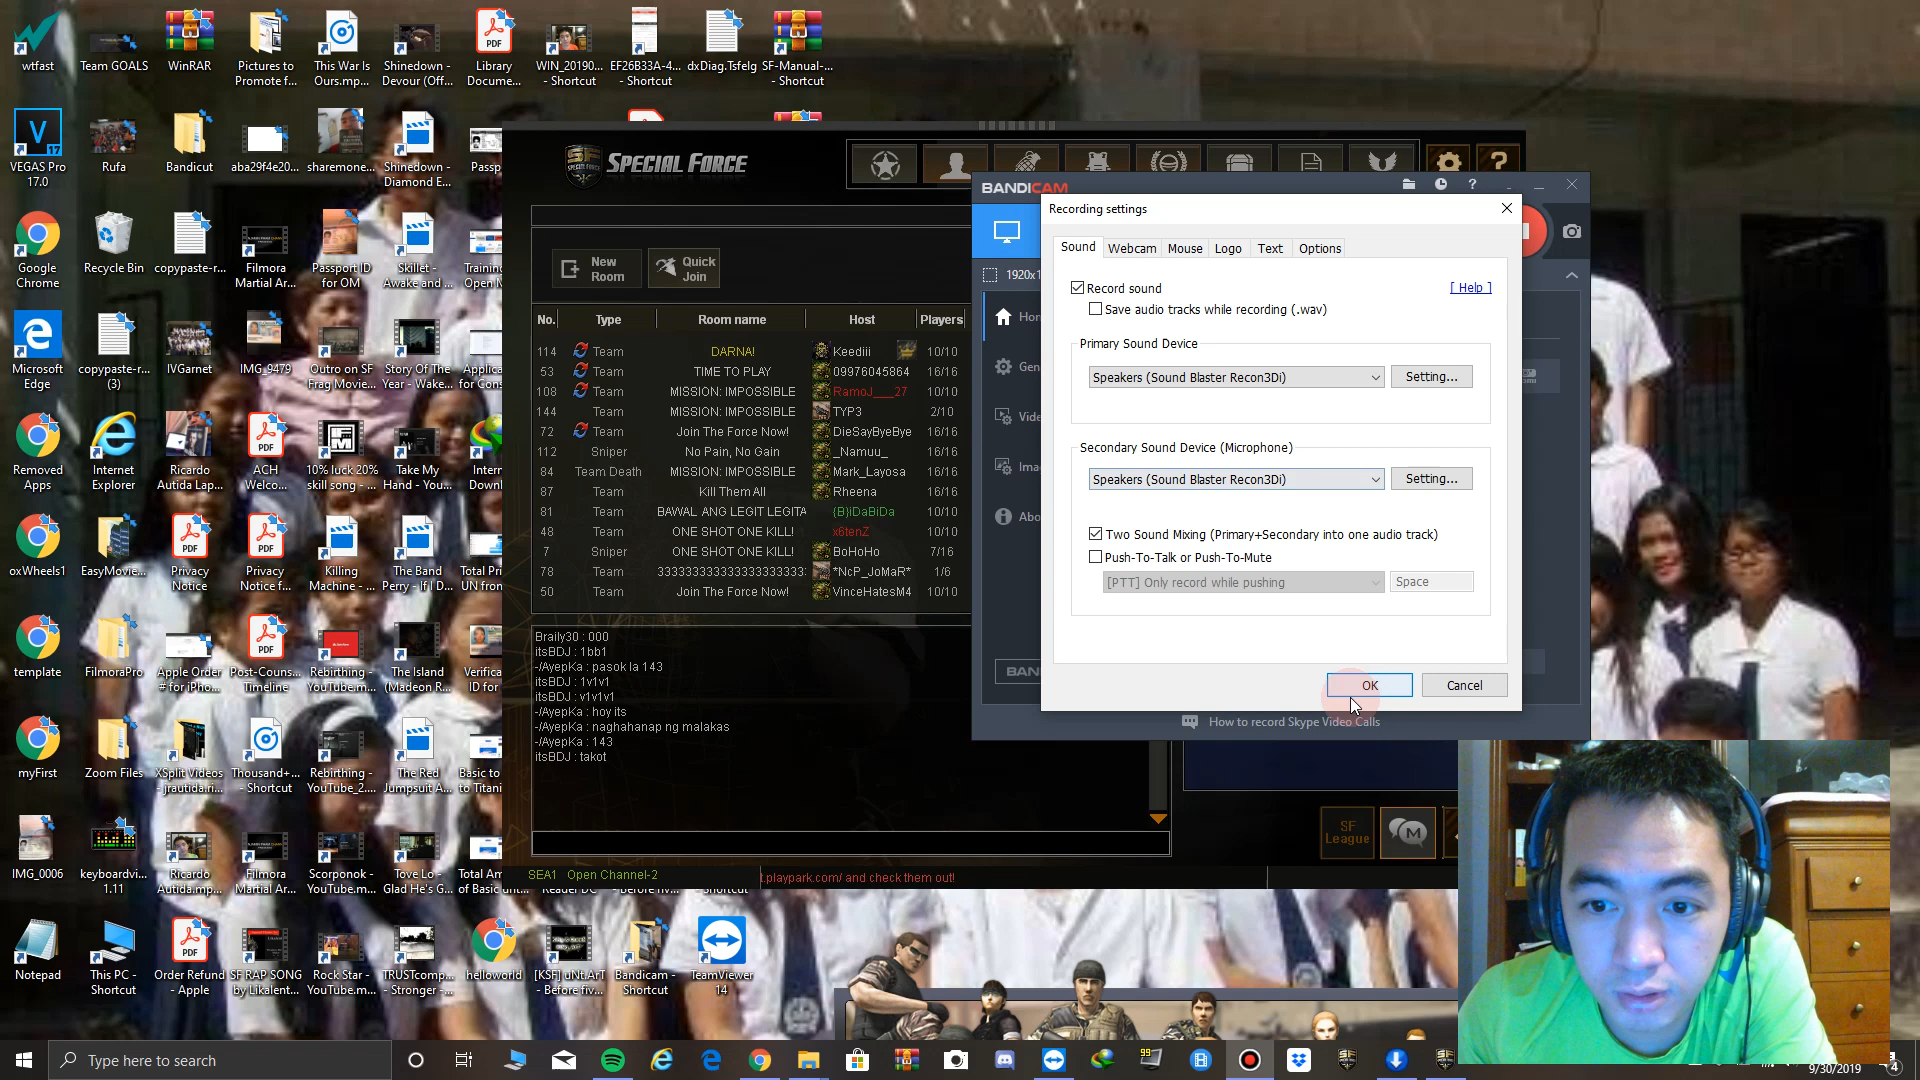 wtfast
Team GOALS
WinRAR
Pictures to
Promote f...
This War Is
Ours.mp...
Shinedown -
Devour (Off...
Library
Docume...
WIN_20190...
- Shortcut
EF26B33A-4...
- Shortcut
dxDiag.Tsfelg
SF-Manual-...
- Shortcut
VEGAS Pro
17.0
Rufa
Bandicut
aba29f4e20...
sharemone...
Shinedown -
Diamond E...
Google
Chrome
Recycle Bin
copypaste-r...
Filmora
Martial Ar...
Passport ID
for OM
Skillet -
Awake and ...
Microsoft
Edge
copypaste-r...
(3)
IVGarnet
IMG_9479
Outro on SF
Frag Movie...
Story Of The
Year - Wake...
Removed
Apps
Internet
Explorer
Ricardo
Autida Lap...
ACH
Welco...
10% luck 20%
skill song - ...
Take My
Hand - You...
oxWheels1
EasyMovie...
Privacy
Notice
Privacy
Notice f...
Killing
Machine - ...
The Band
Perry - If I D...
template
FilmoraPro
Apple Order
# for iPho...
Post-Couns...
Timeline
Rebirthing -
YouTube.m...
The Island
(Madeon R...
myFirst
Zoom Files
XSplit Videos
- jrautida.ri...
Thousand+...
- Shortcut
Rebirthing -
YouTube_2....
The Red
Jumpsuit A...
IMG_0006
keyboardvi...
1.11
Ricardo
Autida.mp...
Filmora
Martial Ar...
Scorponok -
YouTube.m...
Tove Lo -
Glad He's G...
Notepad
This PC -
Shortcut
Order Refund
- Apple
SF RAP SONG
by Likalent...
Rock Star -
YouTube.m...
TRUSTcomp...
- Stronger -...
helloworld
[KSF] uNt.ArT
- Before fiv...
Bandicam -
Shortcut
TeamViewer
14
SPECIAL FORCE
New
Room
Quick
Join
No. Type Room name Host Players
114 Team DARNA! Keediii 10/10
53 Team TIME TO PLAY 09976045864 16/16
108 Team MISSION: IMPOSSIBLE RamoJ___27 10/10
144 Team MISSION: IMPOSSIBLE TYP3 2/10
72 Team Join The Force Now! DieSayByeBye 16/16
112 Sniper No Pain, No Gain _Namuu_ 16/16
84 Team Death MISSION: IMPOSSIBLE Mark_Layosa 16/16
87 Team Kill Them All Rheena 16/16
81 Team BAWAL ANG LEGIT LEGITA {B}iDaBiDa 10/10
48 Team ONE SHOT ONE KILL! x6tenZ 10/10
7 Sniper ONE SHOT ONE KILL! BoHoHo 7/16
78 Team *NcP_JoMaR* 1/6
50 Team Join The Force Now! VinceHatesM4 10/10
Braily30 : 000
itsBDJ : 1bb1
-/AyepKa : pasok la 143
itsBDJ : 1v1v1
itsBDJ : v1v1v1
-/AyepKa : hoy its
-/AyepKa : naghahanap ng malakas
-/AyepKa : 143
itsBDJ : takot
SEA1 Open Channel-2
t.playpark.com/ and check them out!
SF
League
BANDICAM
1920x1
Recording settings
Sound Webcam Mouse Logo Text Options
Record sound
[ Help ]
Save audio tracks while recording (.wav)
Primary Sound Device
Speakers (Sound Blaster Recon3Di)
Setting...
Secondary Sound Device (Microphone)
Speakers (Sound Blaster Recon3Di)
Setting...
Two Sound Mixing (Primary+Secondary into one audio track)
Push-To-Talk or Push-To-Mute
[PTT] Only record while pushing
Space
OK
Cancel
How to record Skype Video Calls
Type here to search
9/30/2019
4